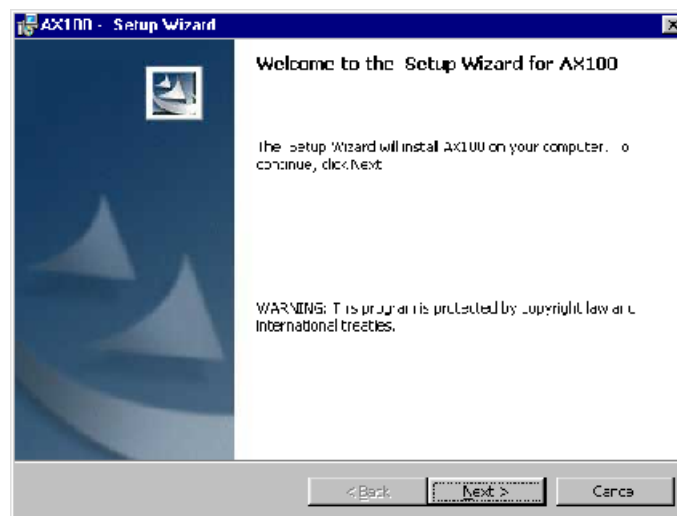 AX100 - Setup Wizard
Welcome to the Setup Wizard for AX100
The Setup Wizard will install AX100 on your computer. To
continue, click Next
WARNING: This program is protected by copyright law and
international treaties.
< Back
Next >
Cance